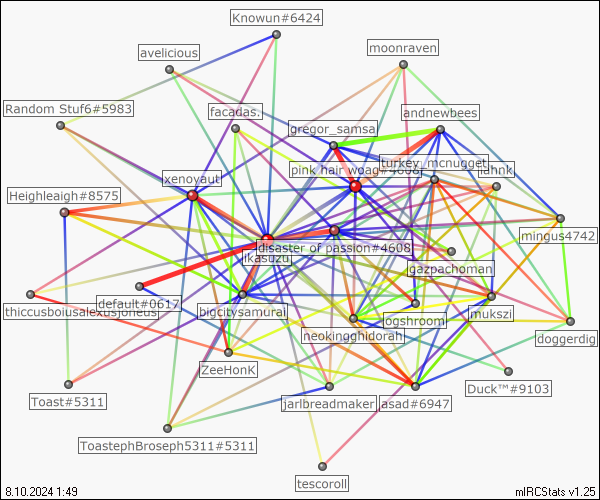 Knowun#6424
avelicious
moonraven
Random Stuf6#5983
facadas.
andnewbees
gregor_samsa
pink hair woag#4698
turkey_mcnugget
xenoyaut
Heighleaigh#8575
mingus4742
disaster of passion#4608
ikasuzu
gazpachoman
thiccusboiusalexusjoneus
default#0617
bigcitysamurai
ogshroom
mukszi
neokingghidorah
doggerdig
ZeeHonK
Toast#5311
jarlbreadmaker
asad#6947
Duck™#9103
ToastephBroseph5311#5311
tescoroll
8.10.2024 1:49
mIRCStats v1.25